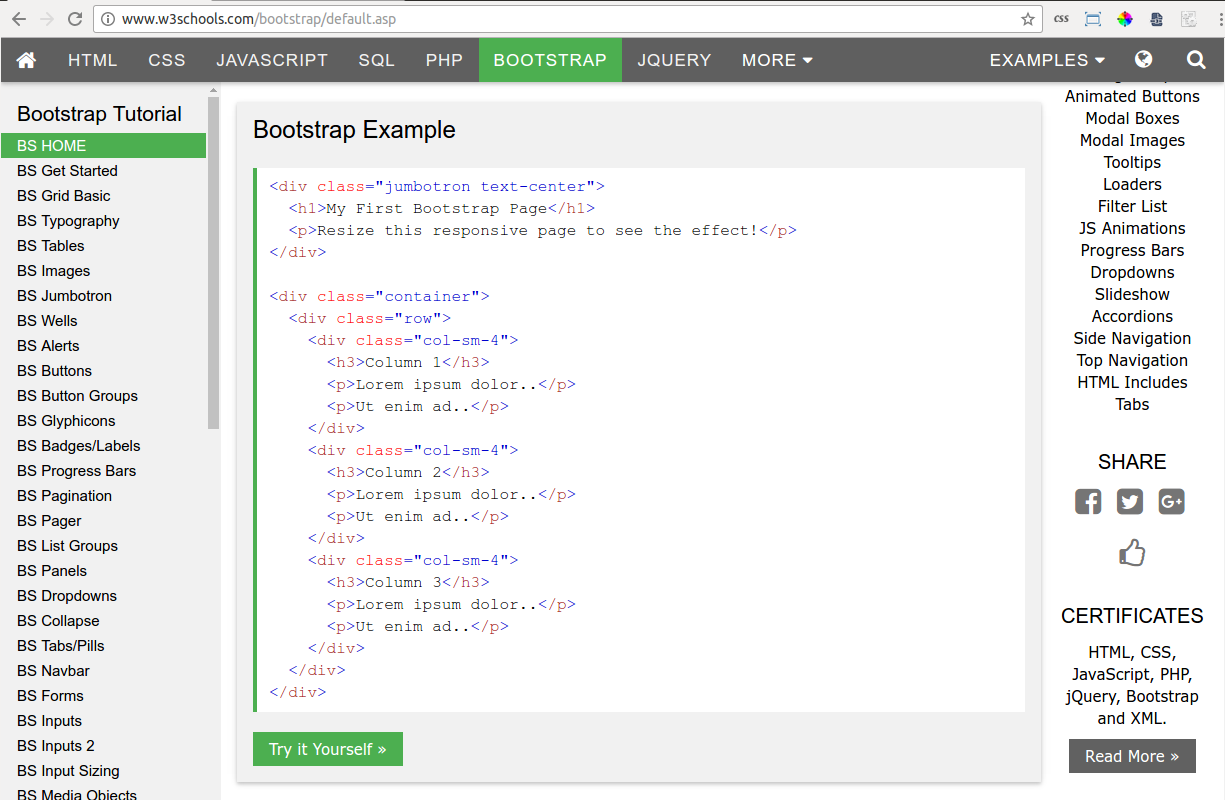 www.w3schools.com/bootstrap/default.asp
css
HTML CSS JAVASCRIPT SQL PHP BOOTSTRAP JQUERY MORE EXAMPLES
Bootstrap Tutorial
BS HOME
BS Get Started
BS Grid Basic
BS Typography
BS Tables
BS Images
BS Jumbotron
BS Wells
BS Alerts
BS Buttons
BS Button Groups
BS Glyphicons
BS Badges/Labels
BS Progress Bars
BS Pagination
BS Pager
BS List Groups
BS Panels
BS Dropdowns
BS Collapse
BS Tabs/Pills
BS Navbar
BS Forms
BS Inputs
BS Inputs 2
BS Input Sizing
BS Media Objects
Bootstrap Example
<div class="jumbotron text-center">
  <h1>My First Bootstrap Page</h1>
  <p>Resize this responsive page to see the effect!</p>
</div>

<div class="container">
  <div class="row">
    <div class="col-sm-4">
      <h3>Column 1</h3>
      <p>Lorem ipsum dolor..</p>
      <p>Ut enim ad..</p>
    </div>
    <div class="col-sm-4">
      <h3>Column 2</h3>
      <p>Lorem ipsum dolor..</p>
      <p>Ut enim ad..</p>
    </div>
    <div class="col-sm-4">
      <h3>Column 3</h3>
      <p>Lorem ipsum dolor..</p>
      <p>Ut enim ad..</p>
    </div>
  </div>
</div>
Try it Yourself »
Animated Buttons
Modal Boxes
Modal Images
Tooltips
Loaders
Filter List
JS Animations
Progress Bars
Dropdowns
Slideshow
Accordions
Side Navigation
Top Navigation
HTML Includes
Tabs
SHARE
CERTIFICATES
HTML, CSS,
JavaScript, PHP,
jQuery, Bootstrap
and XML.
Read More »